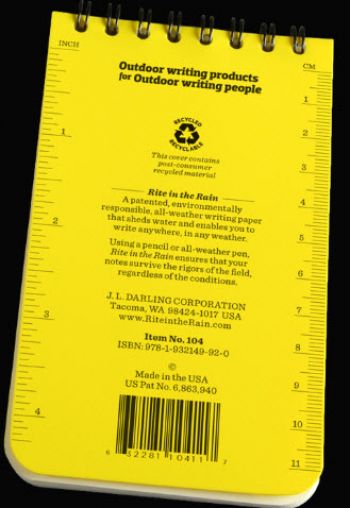 INCH
CM
Outdoor writing products
for Outdoor writing people
RECYCLED
RECYCLABLE
This cover contains
post-consumer
recycled material
Rite in the Rain
A patented, environmentally
responsible, all-weather writing paper
that sheds water and enables you to
write anywhere, in any weather.
Using a pencil or all-weather pen,
Rite in the Rain ensures that your
notes survive the rigors of the field,
regardless of the conditions.
J. L. DARLING CORPORATION
Tacoma, WA 98424-1017 USA
www.RiteintheRain.com
Item No. 104
ISBN: 978-1-932149-92-0
©
Made in the USA
US Pat No. 6,863,940
6 32281 10411 7
1
2
3
4
1
2
3
4
5
6
7
8
9
10
11